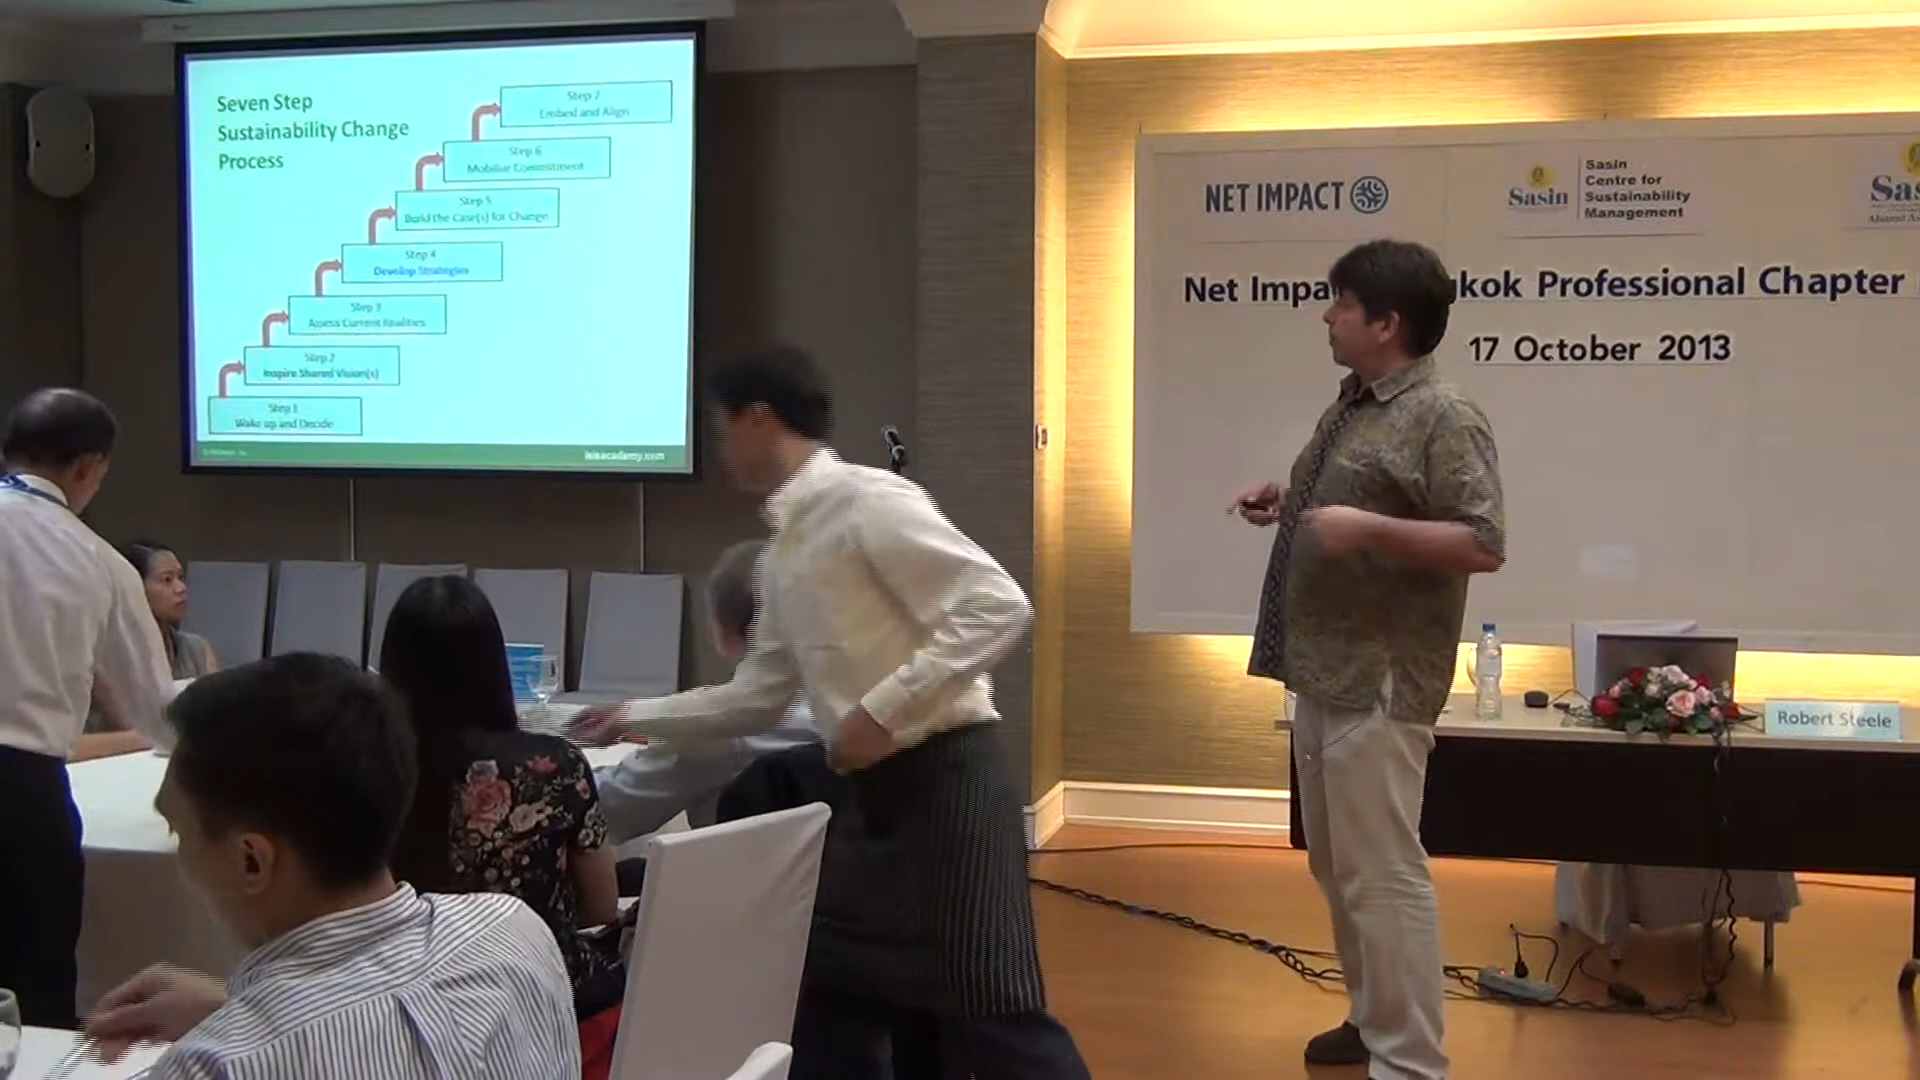 Seven Step
Sustainability Change
Process
Step 7
Embed and Align
Step 6
Mobilize Commitment
Step 5
Build the Case(s) for Change
Step 4
Develop Strategies
Step 3
Assess Current Realities
Step 2
Inspire Shared Vision(s)
Step 1
Wake up and Decide
isisacademy.com
NET IMPACT
Sasin
Sasin
Centre for
Sustainability
Management
Net Impa kok Professional Chapter
17 October 2013
Robert Steele